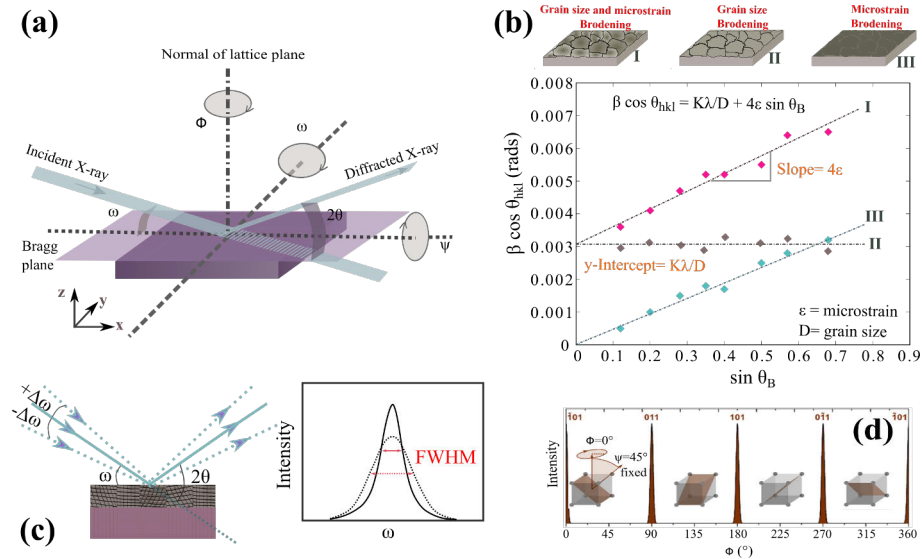 (a)
Normal of lattice plane
Φ
ω
Incident X-ray
Diffracted X-ray
ω
2θ
Bragg
plane
ψ
z
y
x
(b)
Grain size and microstrain
Brodening
Grain size
Brodening
Microstrain
Brodening
I
II
III
β cos θhkl = Kλ/D + 4ε sin θB
I
Slope= 4ε
III
II
y-Intercept= Kλ/D
ε = microstrain
D= grain size
β cos θhkl (rads)
0.008
0.007
0.006
0.005
0.004
0.003
0.002
0.001
0
0 0.1 0.2 0.3 0.4 0.5 0.6 0.7 0.8 0.9
sin θB
+Δω
-Δω
ω
2θ
(c)
Intensity
FWHM
ω
(d)
1̄01 011 101 01̄1 1̄01
Φ=0°
ψ=45°
fixed
Intensity
0 45 90 135 180 225 270 315 360
Φ (°)